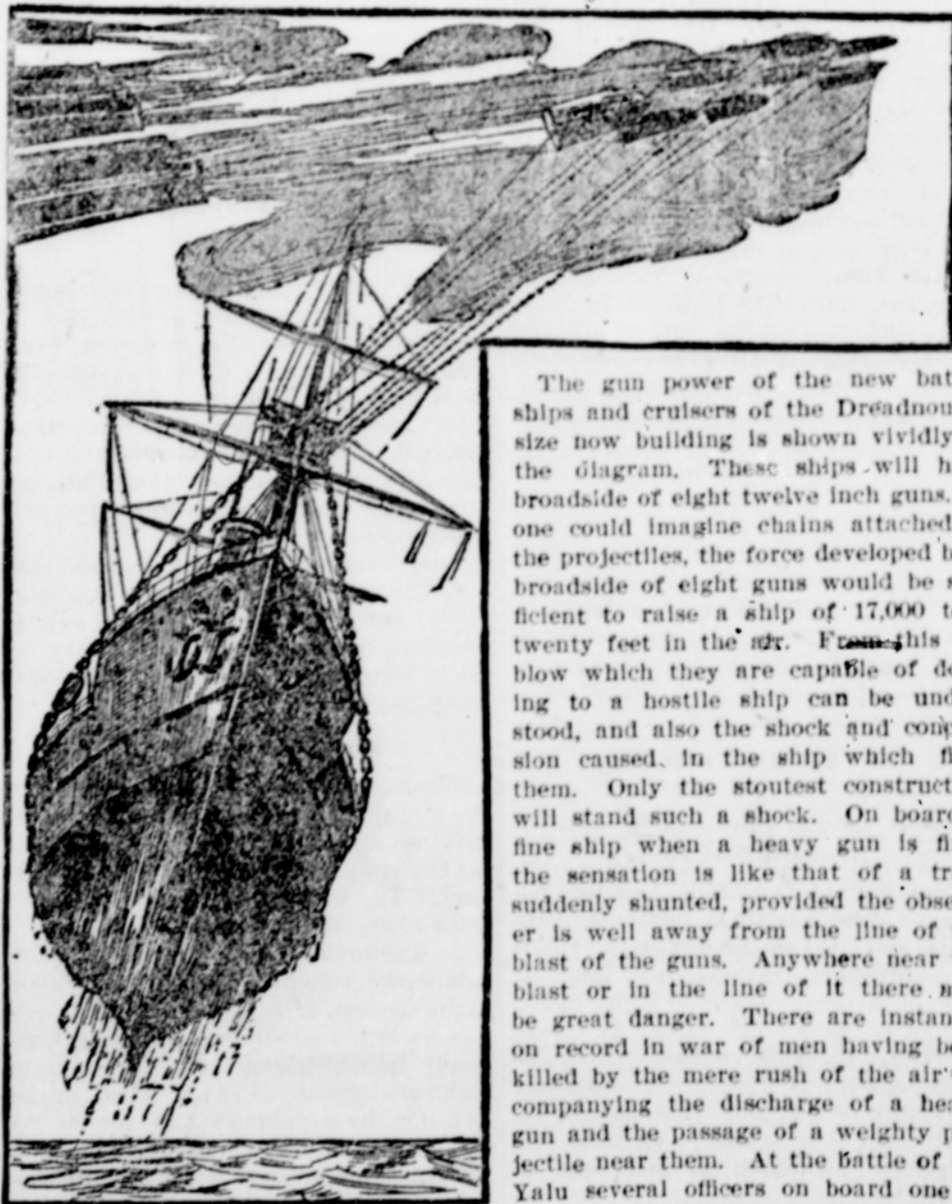 The gun power of the new bat
ships and cruisers of the Dreadnou
size now building is shown vividly
the diagram. These ships will h
broadside of eight twelve inch guns.
one could imagine chains attached
the projectiles, the force developed b
broadside of eight guns would be s
ficient to raise a ship of 17,000 t
twenty feet in the air. From this
blow which they are capable of de
ing to a hostile ship can be und
stood, and also the shock and conc
sion caused in the ship which fi
them. Only the stoutest construct
will stand such a shock. On board
fine ship when a heavy gun is fi
the sensation is like that of a tr
suddenly shunted, provided the obse
er is well away from the line of
blast of the guns. Anywhere near
blast or in the line of it there
be great danger. There are instan
on record in war of men having be
killed by the mere rush of the air
companying the discharge of a hea
gun and the passage of a weighty p
jectile near them. At the battle of
Yalu several officers on board one